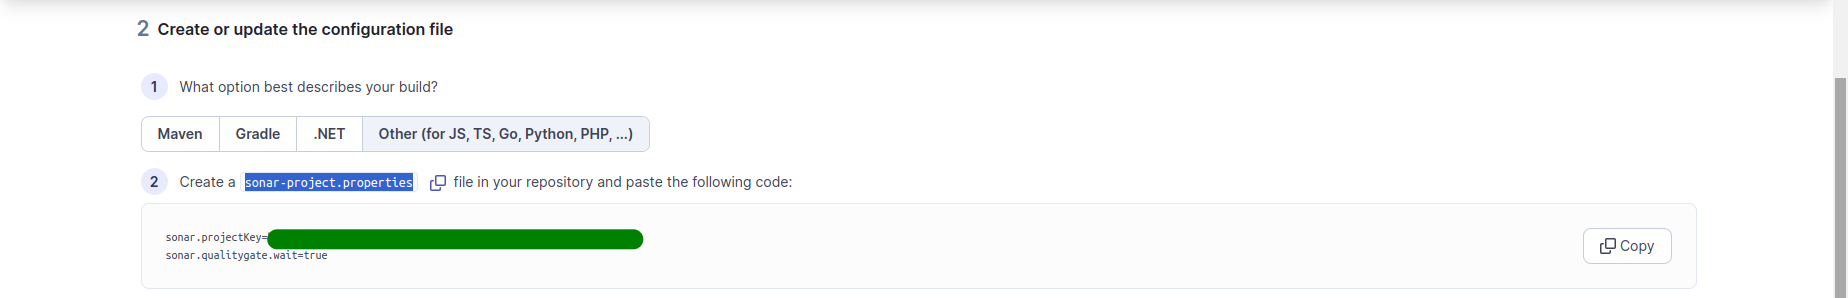 2 Create or update the configuration file
1 What option best describes your build?
Maven Gradle .NET Other (for JS, TS, Go, Python, PHP, ...)
2 Create a sonar-project.properties file in your repository and paste the following code:
sonar.projectKey=
sonar.qualitygate.wait=true
Copy